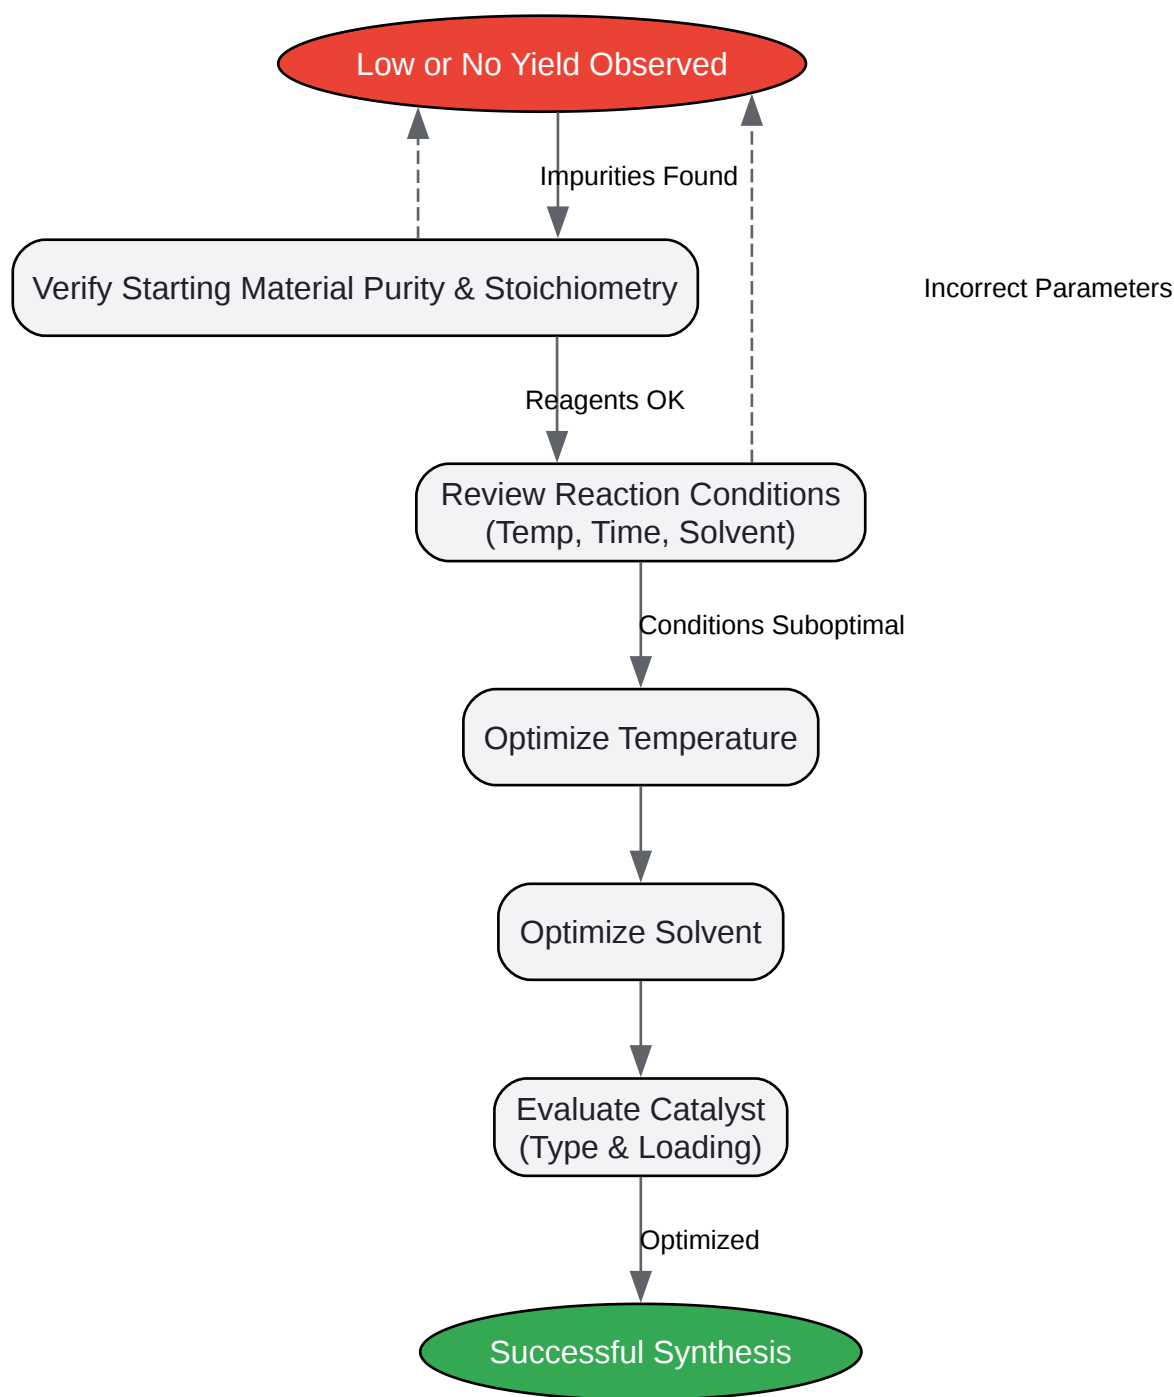 Low or No Yield Observed
Impurities Found
Verify Starting Material Purity & Stoichiometry
Incorrect Parameters
Reagents OK
Review Reaction Conditions
(Temp, Time, Solvent)
Conditions Suboptimal
Optimize Temperature
Optimize Solvent
Evaluate Catalyst
(Type & Loading)
Optimized
Successful Synthesis